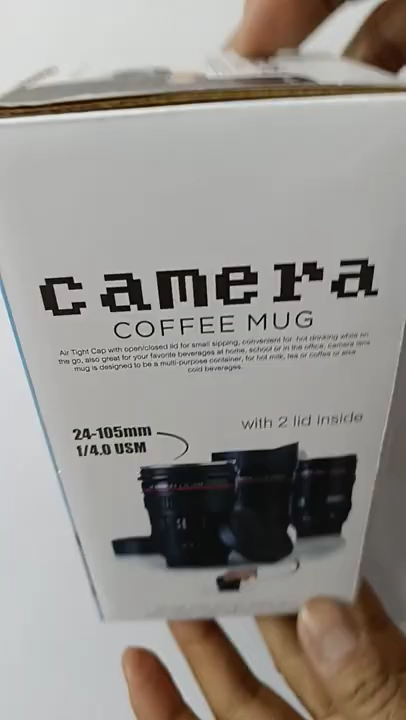 camera
COFFEE MUG
Air Tight Cap with open/closed lid for small sipping, convenient for hot drinking while on
the go, also great for your favorite beverages at home, school or in the office, camera lens
mug is designed to be a multi-purpose container, for hot milk, tea or coffee or also
cold beverages.
with 2 lid inside
24-105mm
1/4.0 USM